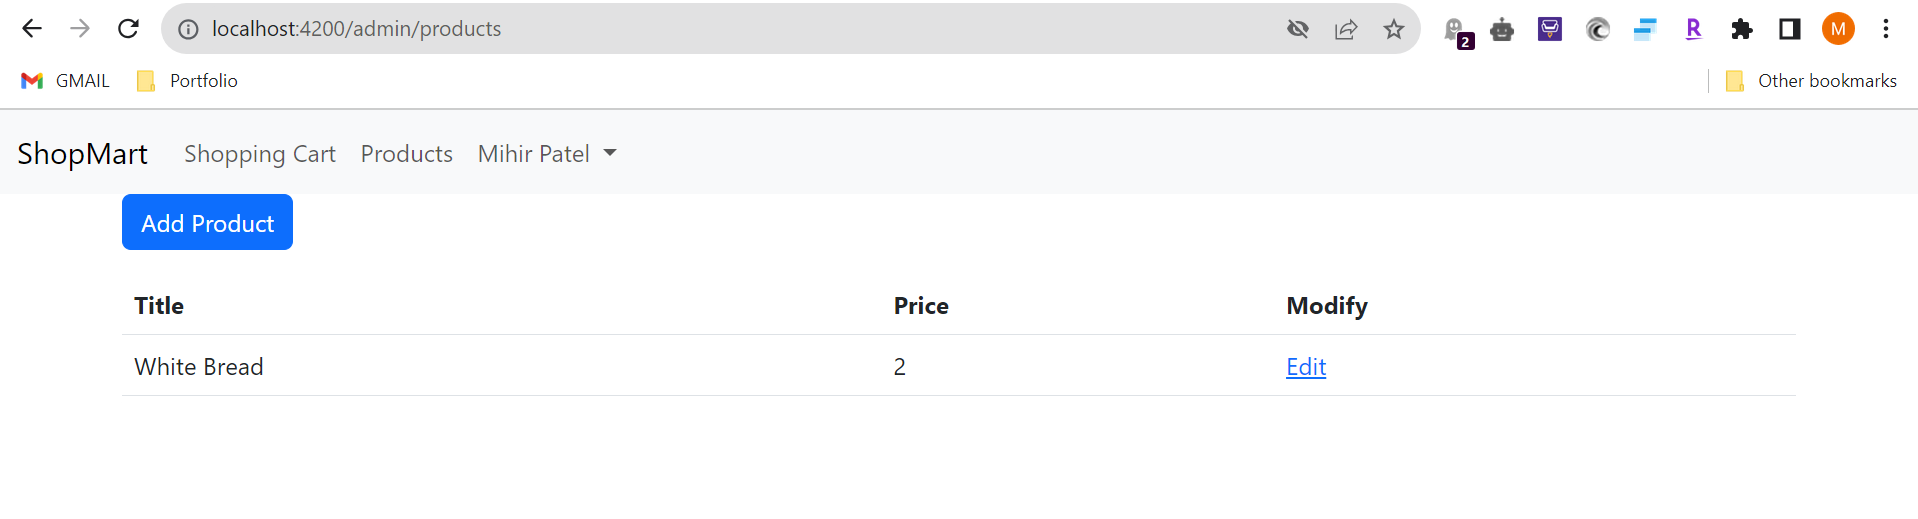 localhost:4200/admin/products
2
M
GMAIL Portfolio Other bookmarks
ShopMart Shopping Cart Products Mihir Patel
Add Product
Title Price Modify
White Bread 2 Edit